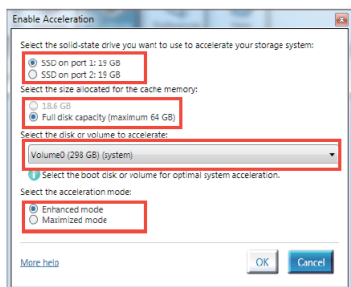 Enable Acceleration
Select the solid-state drive you want to use to accelerate your storage system:
SSD on port 1: 19 GB
SSD on port 2: 19 GB
Select the size allocated for the cache memory:
18.6 GB
Full disk capacity (maximum 64 GB)
Select the disk or volume to accelerate:
Volume0 (298 GB) (system)
Select the boot disk or volume for optimal system acceleration.
Select the acceleration mode:
Enhanced mode
Maximized mode
More help
OK
Cancel